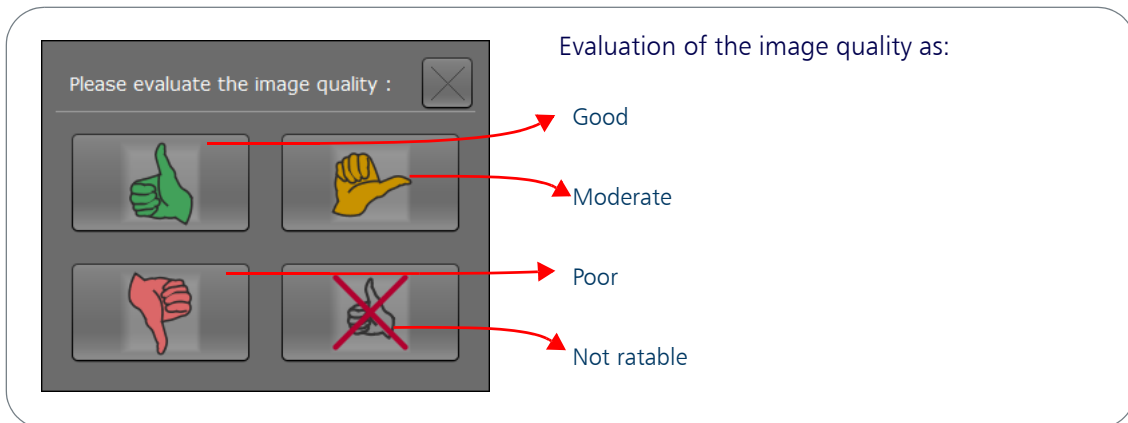 Evaluation of the image quality as:
Please evaluate the image quality :
Good
Moderate
Poor
Not ratable